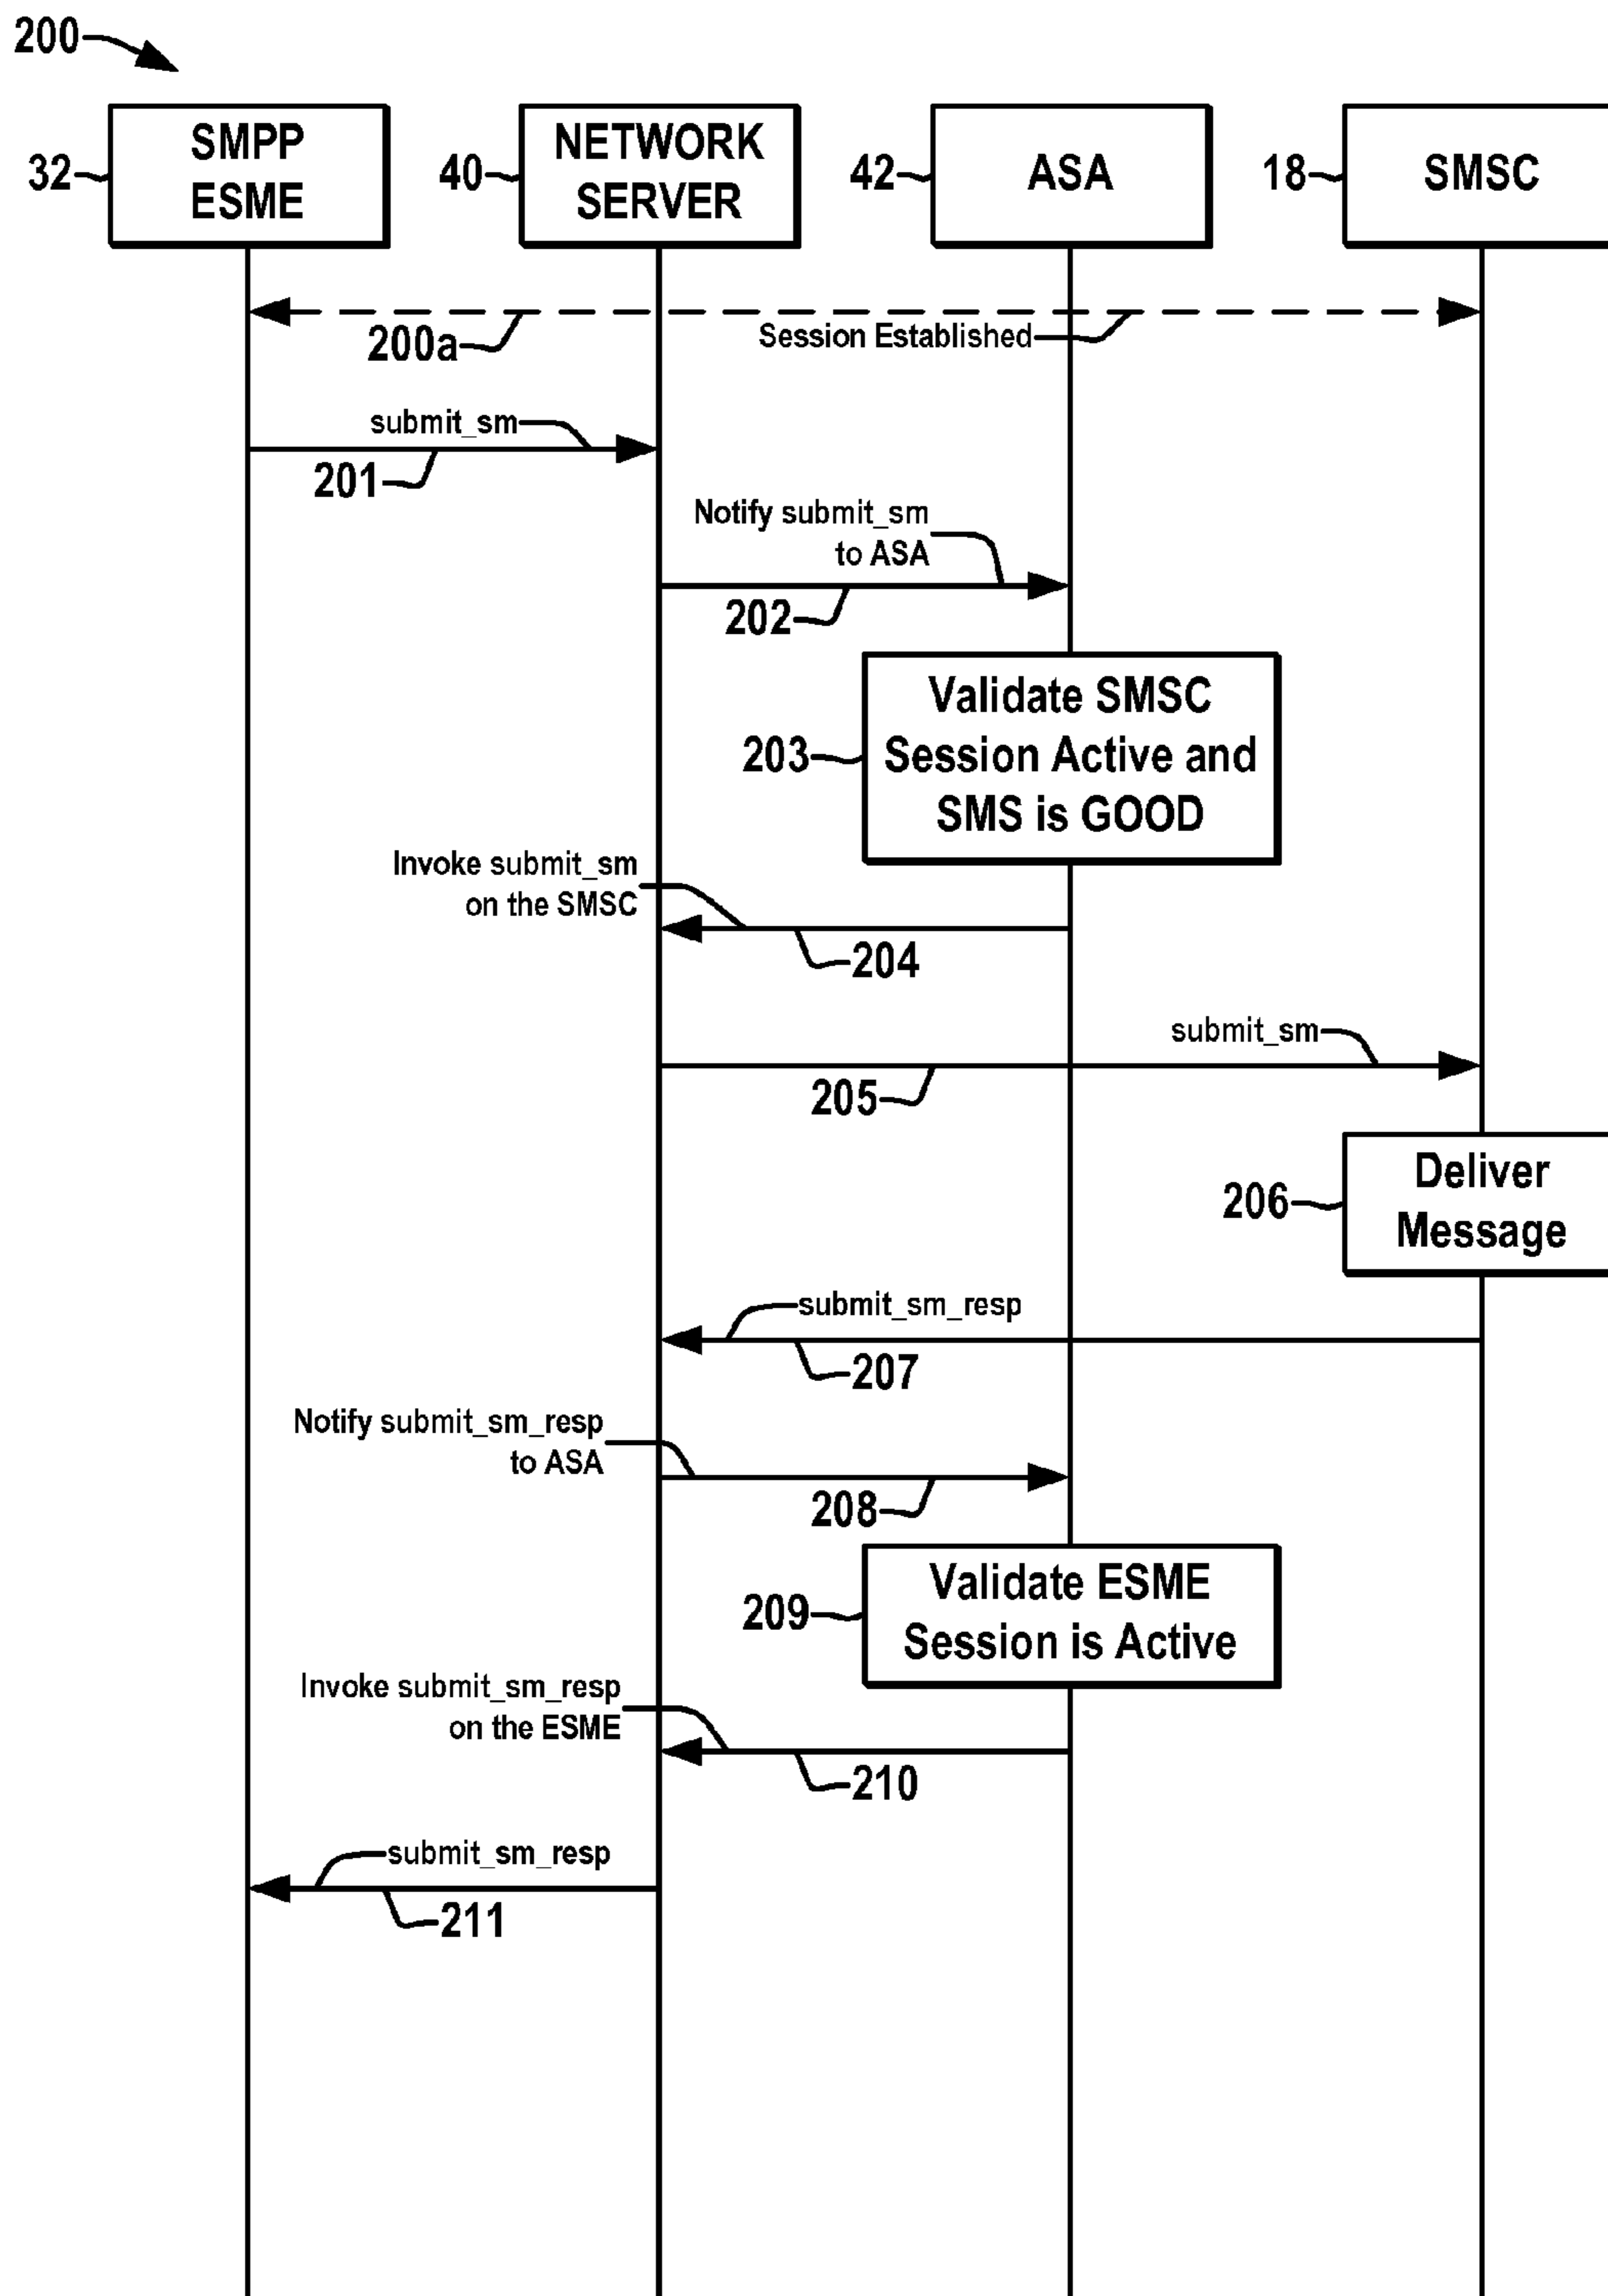 200
32
SMPP
ESME
40
NETWORK
SERVER
42
ASA
18
SMSC
200a
Session Established
submit_sm
201
Notify submit_sm
to ASA
202
203
Validate SMSC
Session Active and
SMS is GOOD
Invoke submit_sm
on the SMSC
204
submit_sm
205
206
Deliver
Message
submit_sm_resp
207
Notify submit_sm_resp
to ASA
208
209
Validate ESME
Session is Active
Invoke submit_sm_resp
on the ESME
210
submit_sm_resp
211